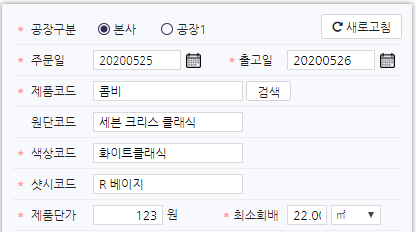 * 공장구분 본사 공장1 새로고침
* 주문일 20200525 * 출고일 20200526
* 제품코드 콤비 검색
원단코드 세븐 크리스 클래식
* 색상코드 화이트클래식
* 샷시코드 R 베이지
* 제품단가 123 원 * 최소회배 22.00 ㎡